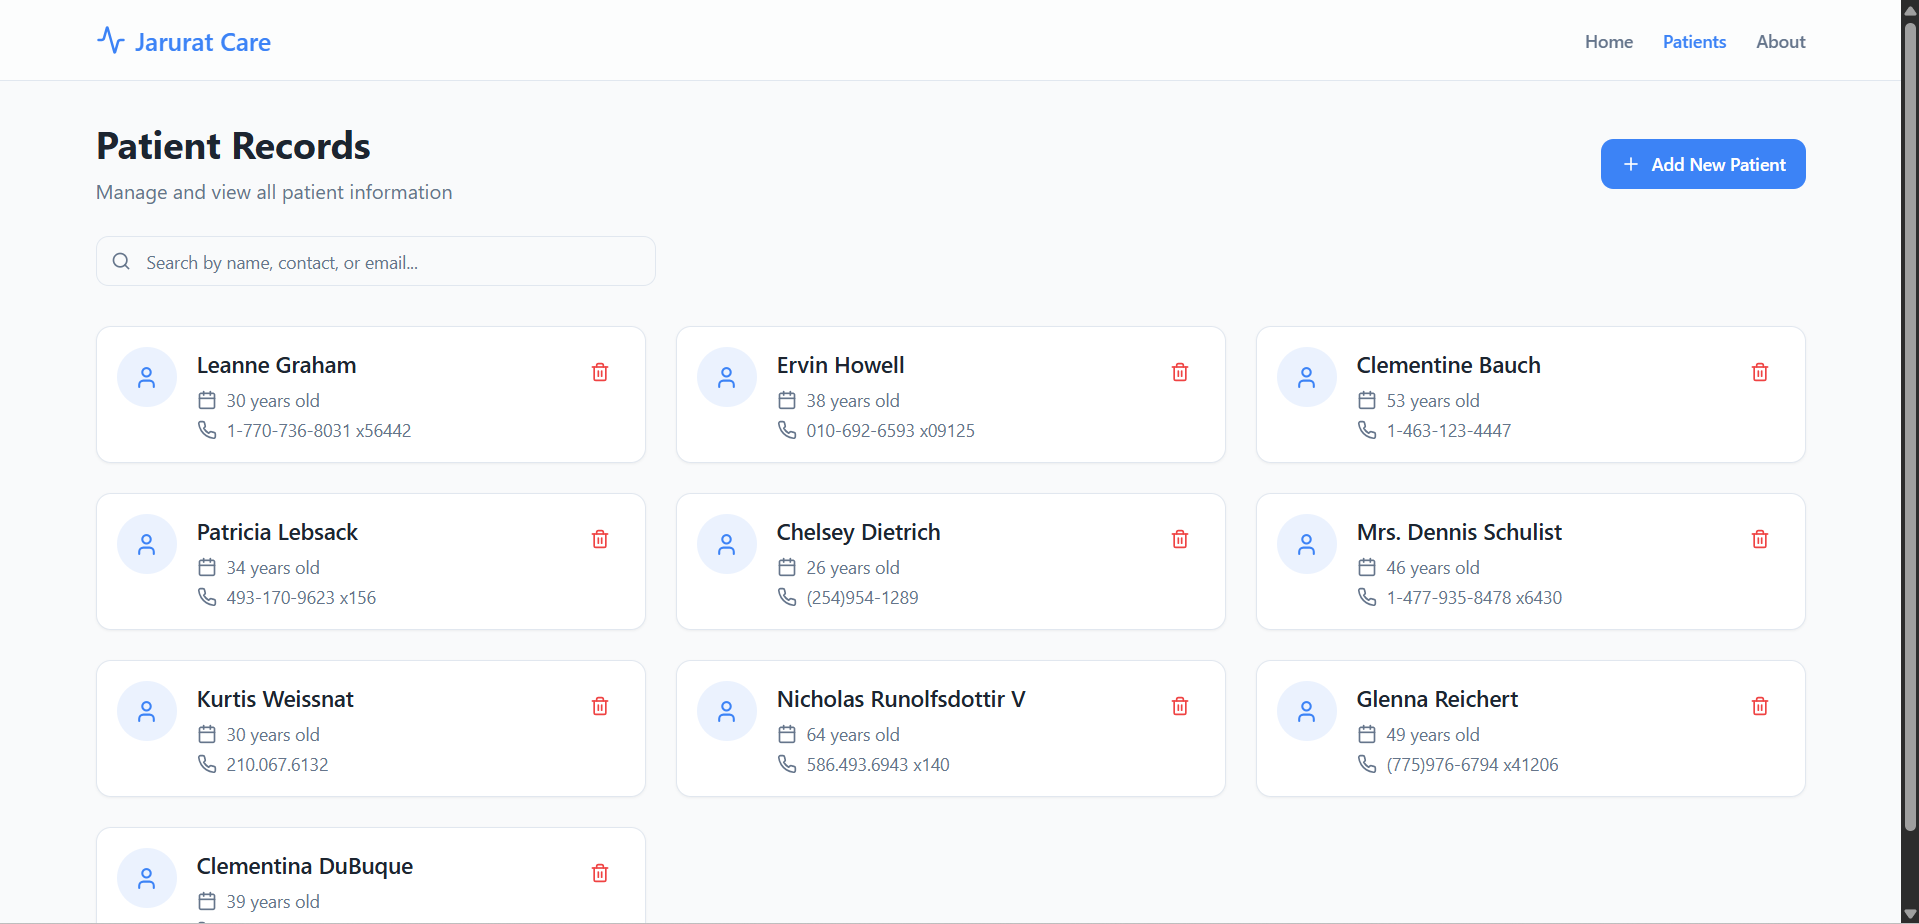 Jarurat Care
Home Patients About
Patient Records
Manage and view all patient information
+ Add New Patient
Search by name, contact, or email...
Leanne Graham
30 years old
1-770-736-8031 x56442
Ervin Howell
38 years old
010-692-6593 x09125
Clementine Bauch
53 years old
1-463-123-4447
Patricia Lebsack
34 years old
493-170-9623 x156
Chelsey Dietrich
26 years old
(254)954-1289
Mrs. Dennis Schulist
46 years old
1-477-935-8478 x6430
Kurtis Weissnat
30 years old
210.067.6132
Nicholas Runolfsdottir V
64 years old
586.493.6943 x140
Glenna Reichert
49 years old
(775)976-6794 x41206
Clementina DuBuque
39 years old